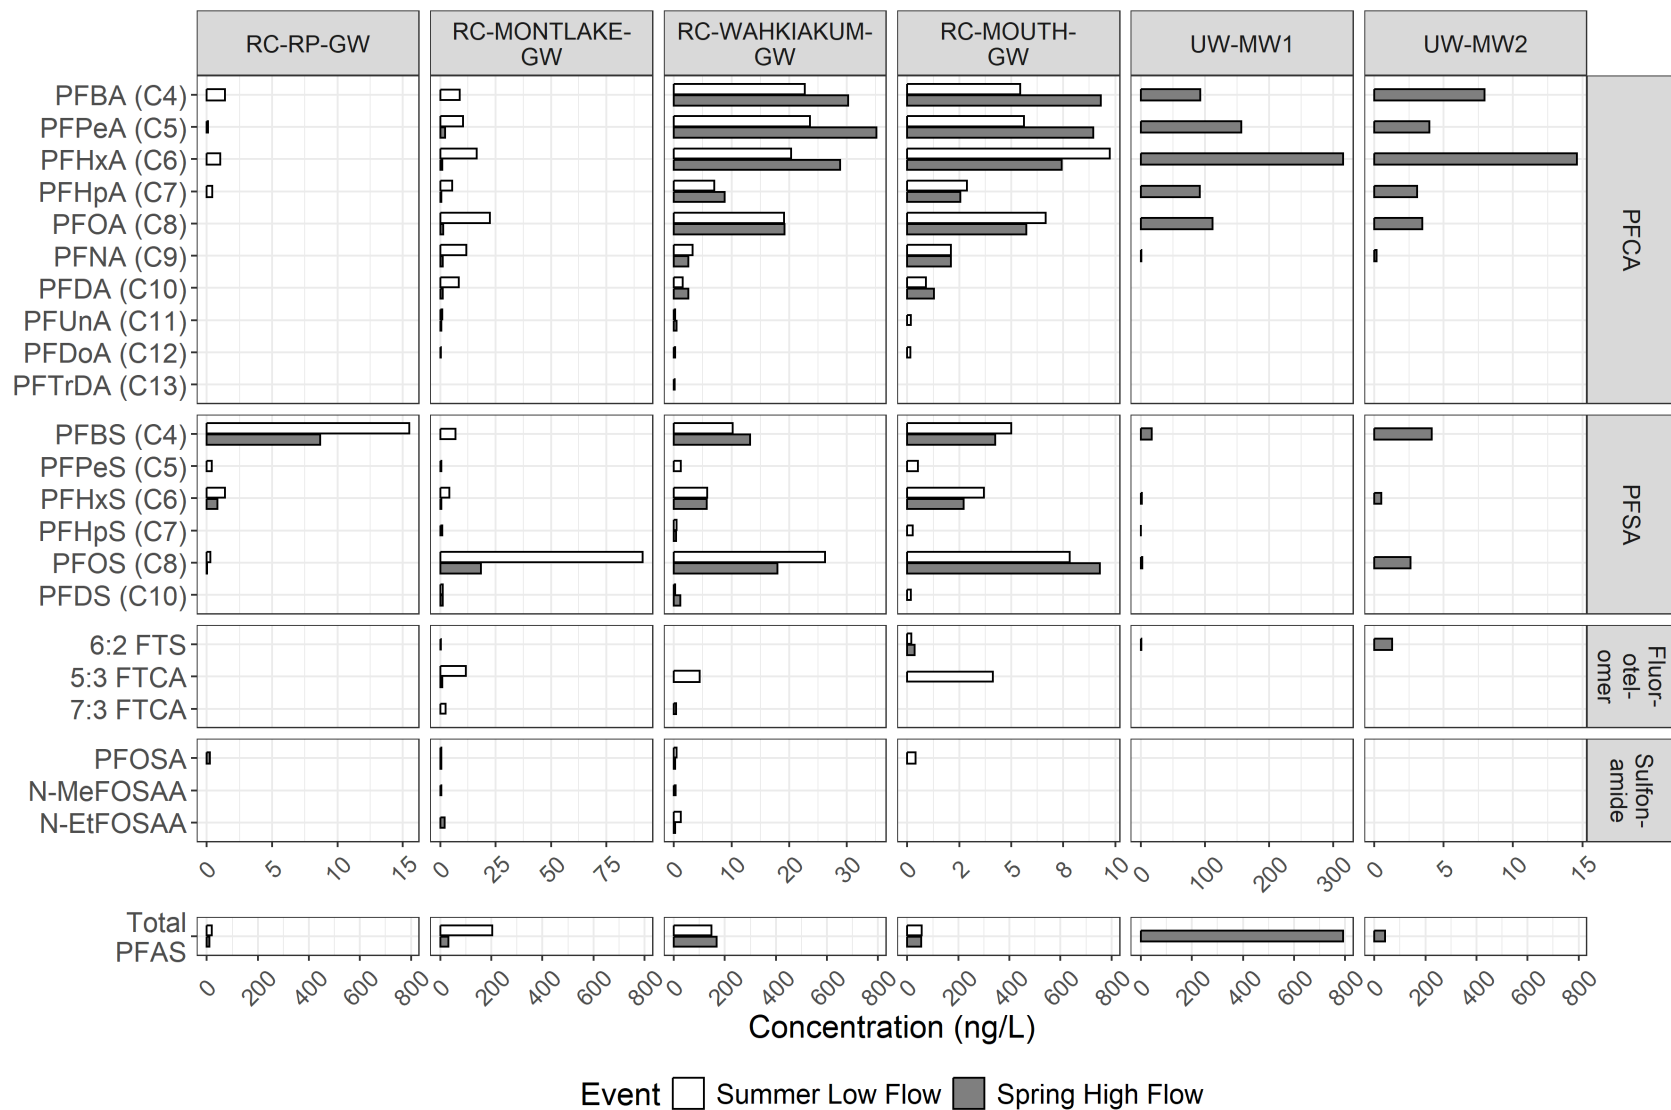 RC-RP-GW
RC-MONTLAKE-
GW
RC-WAHKIAKUM-
GW
RC-MOUTH-
GW
UW-MW1
UW-MW2
PFBA (C4)
PFPeA (C5)
PFHxA (C6)
PFHpA (C7)
PFOA (C8)
PFNA (C9)
PFDA (C10)
PFUnA (C11)
PFDoA (C12)
PFTrDA (C13)
PFCA
PFBS (C4)
PFPeS (C5)
PFHxS (C6)
PFHpS (C7)
PFOS (C8)
PFDS (C10)
PFSA
6:2 FTS
5:3 FTCA
7:3 FTCA
Fluor-
otel-
omer
PFOSA
N-MeFOSAA
N-EtFOSAA
Sulfon-
amide
0 5 10 15
0 25 50 75
0 10 20 30
0 2 5 8 10
0 100 200 300
0 5 10 15
Total
PFAS
0 200 400 600 800
0 200 400 600 800
0 200 400 600 800
0 200 400 600 800
0 200 400 600 800
0 200 400 600 800
Concentration (ng/L)
Event Summer Low Flow Spring High Flow